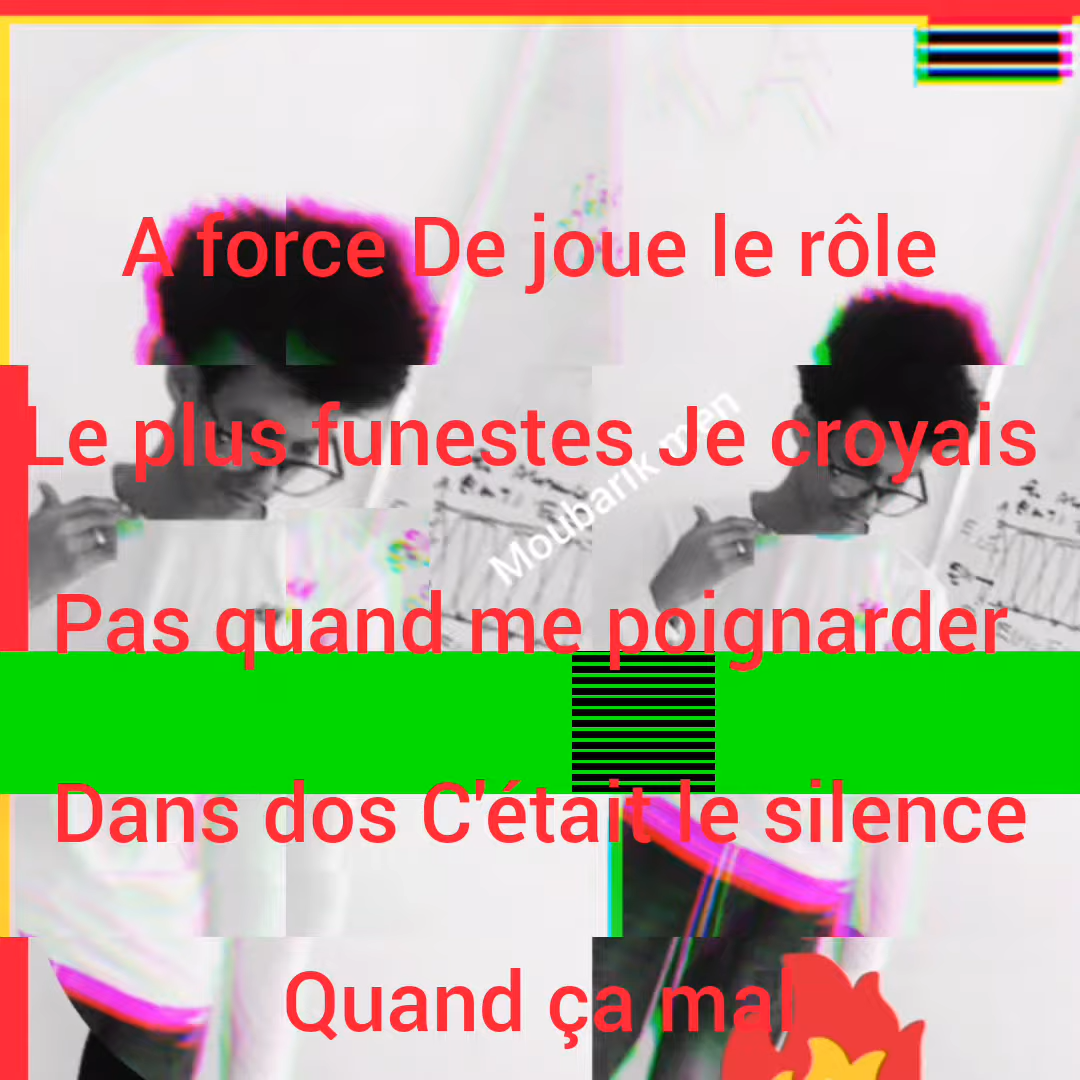 A force De joue le rôle
Le plus funestes Je croyais
Moubarik men
Pas quand me poignarder
Dans dos C'était le silence
Quand ça mal